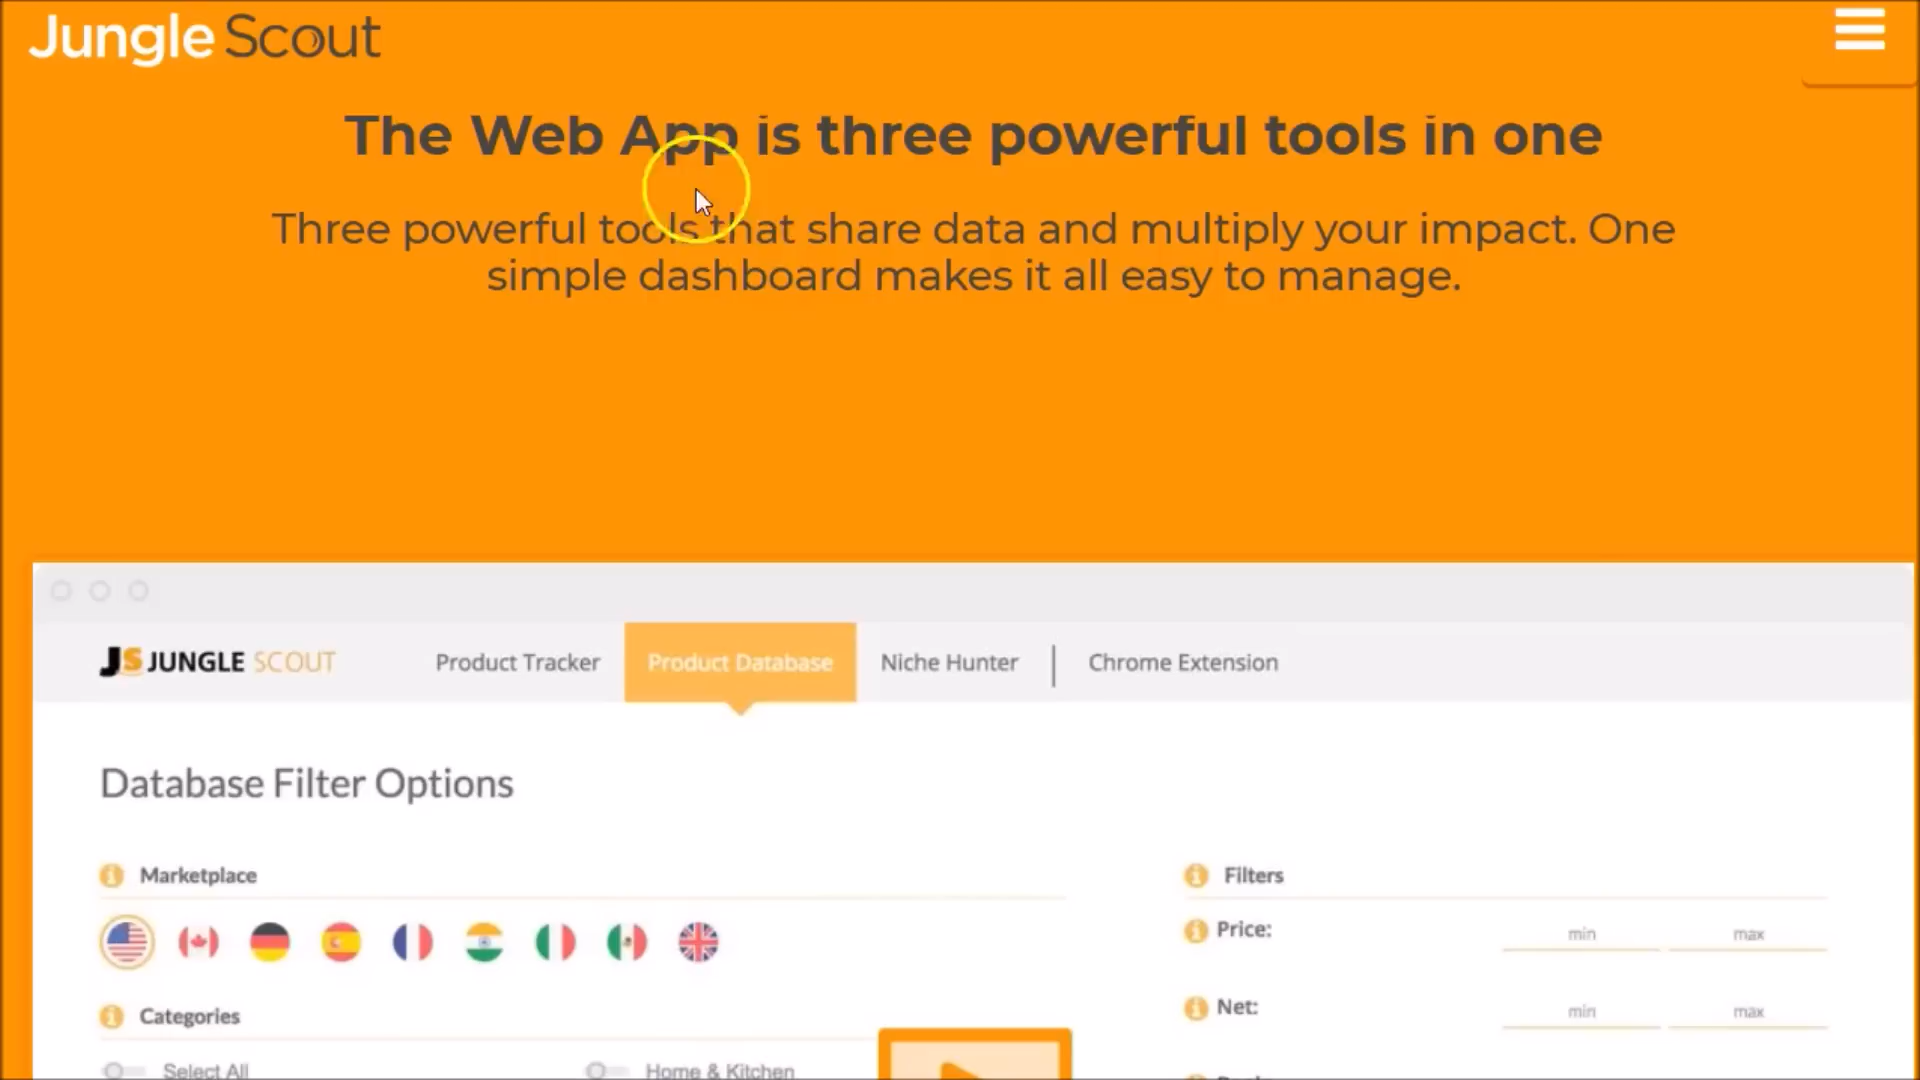 Jungle Scout
The Web App is three powerful tools in one
Three powerful tools that share data and multiply your impact. One
simple dashboard makes it all easy to manage.
JS JUNGLE SCOUT
Product Tracker
Product Database
Niche Hunter
Chrome Extension
Database Filter Options
Marketplace
Filters
Price:
min
max
Net:
min
max
Categories
Select All
Home & Kitchen